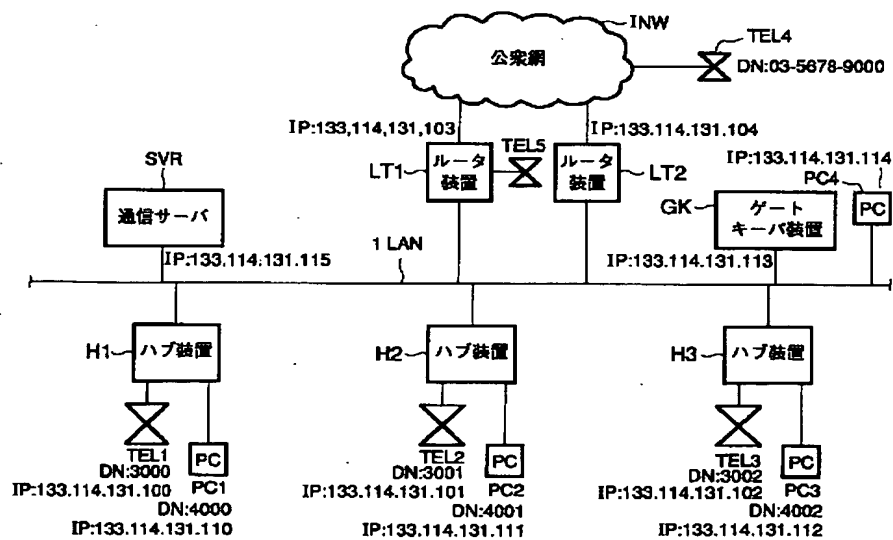 INW
公衆網
TEL4
DN:03-5678-9000
IP:133,114,131,103
IP:133.114.131.104
SVR
通信サーバ
IP:133.114.131.115
LT1
ルータ
装置
TEL5
ルータ
装置
LT2
IP:133.114.131.114
PC4
PC
GK
ゲート
キーパ装置
IP:133.114.131.113
1 LAN
H1
ハブ装置
H2
ハブ装置
H3
ハブ装置
TEL1
DN:3000
IP:133.114.131.100
PC
PC1
DN:4000
IP:133.114.131.110
TEL2
DN:3001
IP:133.114.131.101
PC
PC2
DN:4001
IP:133.114.131.111
TEL3
DN:3002
IP:133.114.131.102
PC
PC3
DN:4002
IP:133.114.131.112